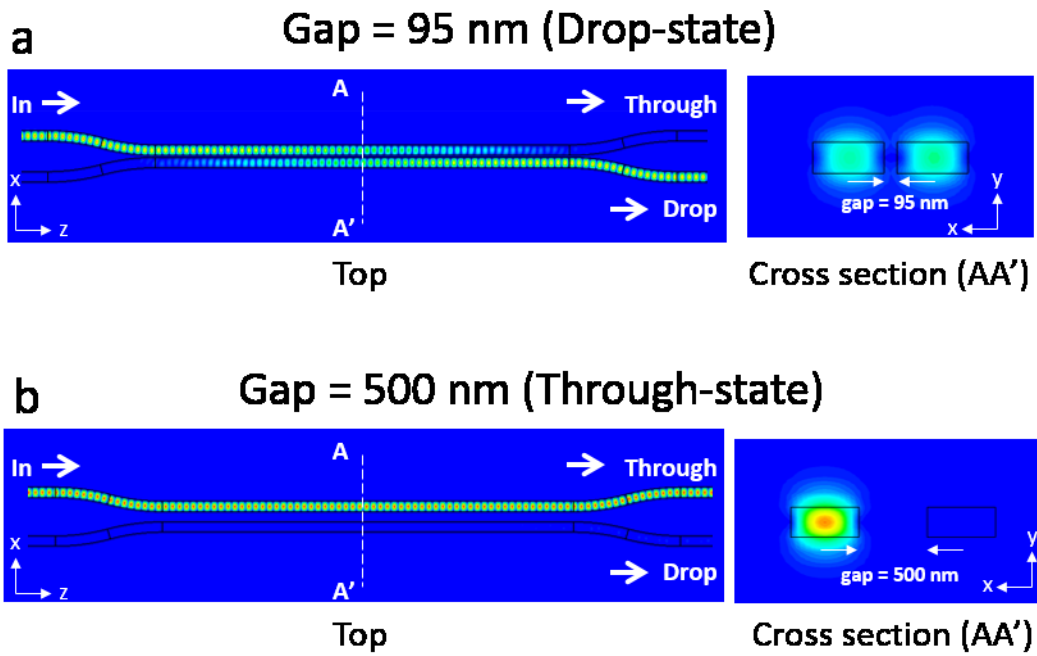 a
Gap = 95 nm (Drop-state)
In
A
Through
x
z
A'
Drop
gap = 95 nm
y
x
Top
Cross section (AA')
b
Gap = 500 nm (Through-state)
In
A
Through
x
z
A'
Drop
gap = 500 nm
y
x
Top
Cross section (AA')